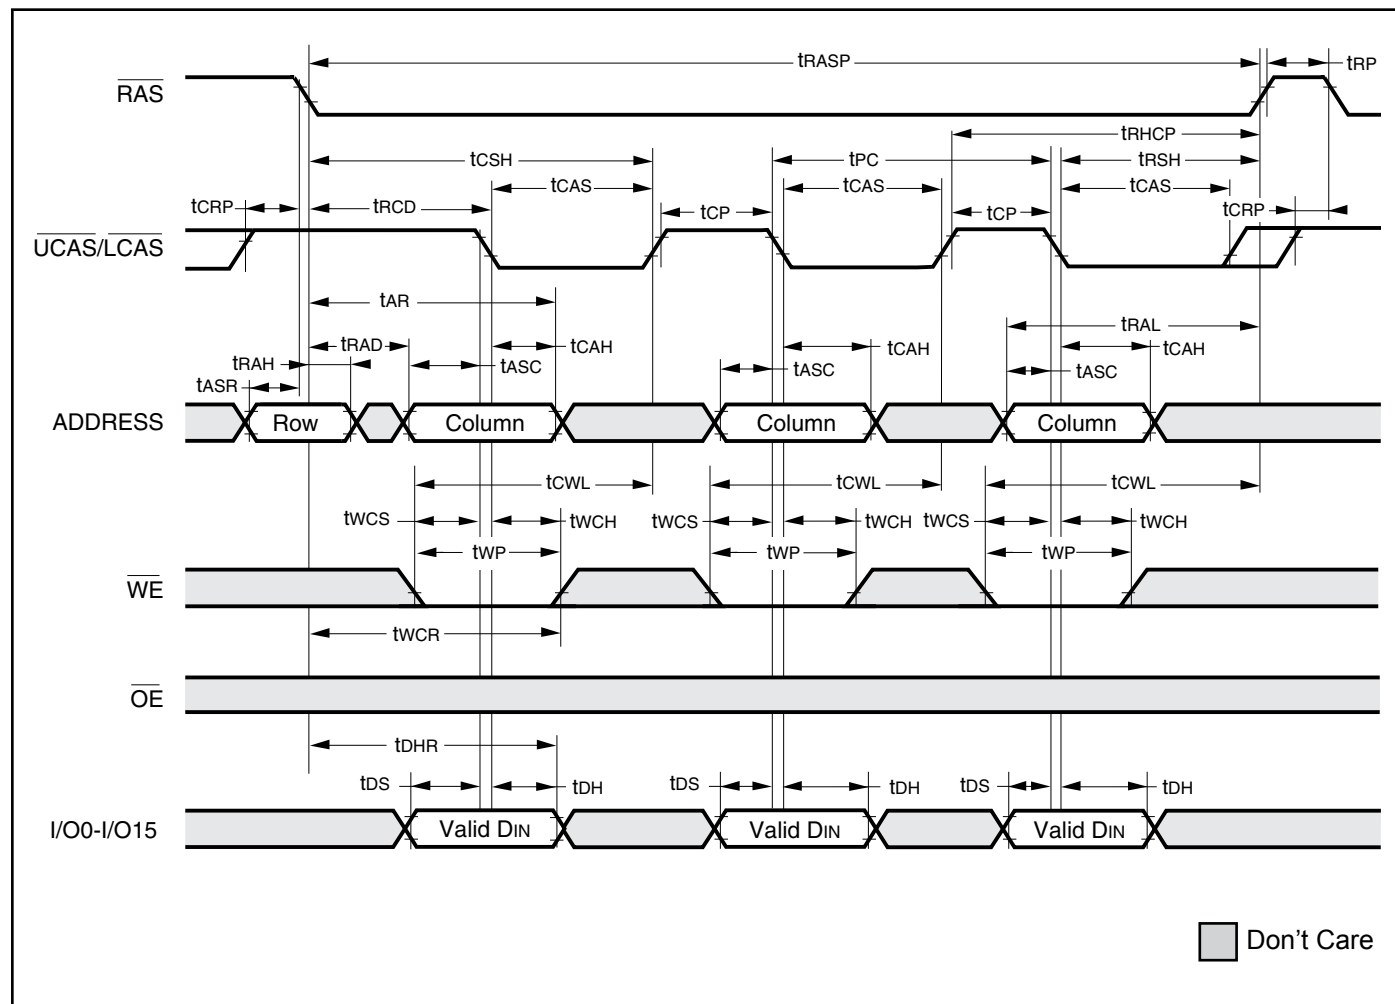 tRASP
tRP
RAS
tRHCP
tCSH
tPC
tRSH
tCAS
tCAS
tCAS
tCRP
tRCD
tCP
tCP
tCRP
UCAS/LCAS
tAR
tRAL
tRAD
tCAH
tCAH
tCAH
tRAH
tASC
tASC
tASC
tASR
ADDRESS
Row
Column
Column
Column
tCWL
tCWL
tCWL
tWCS
tWCH
tWCS
tWCH
tWCS
tWCH
tWP
tWP
tWP
WE
tWCR
OE
tDHR
tDS
tDH
tDS
tDH
tDS
tDH
I/O0-I/O15
Valid DIN
Valid DIN
Valid DIN
Don't Care